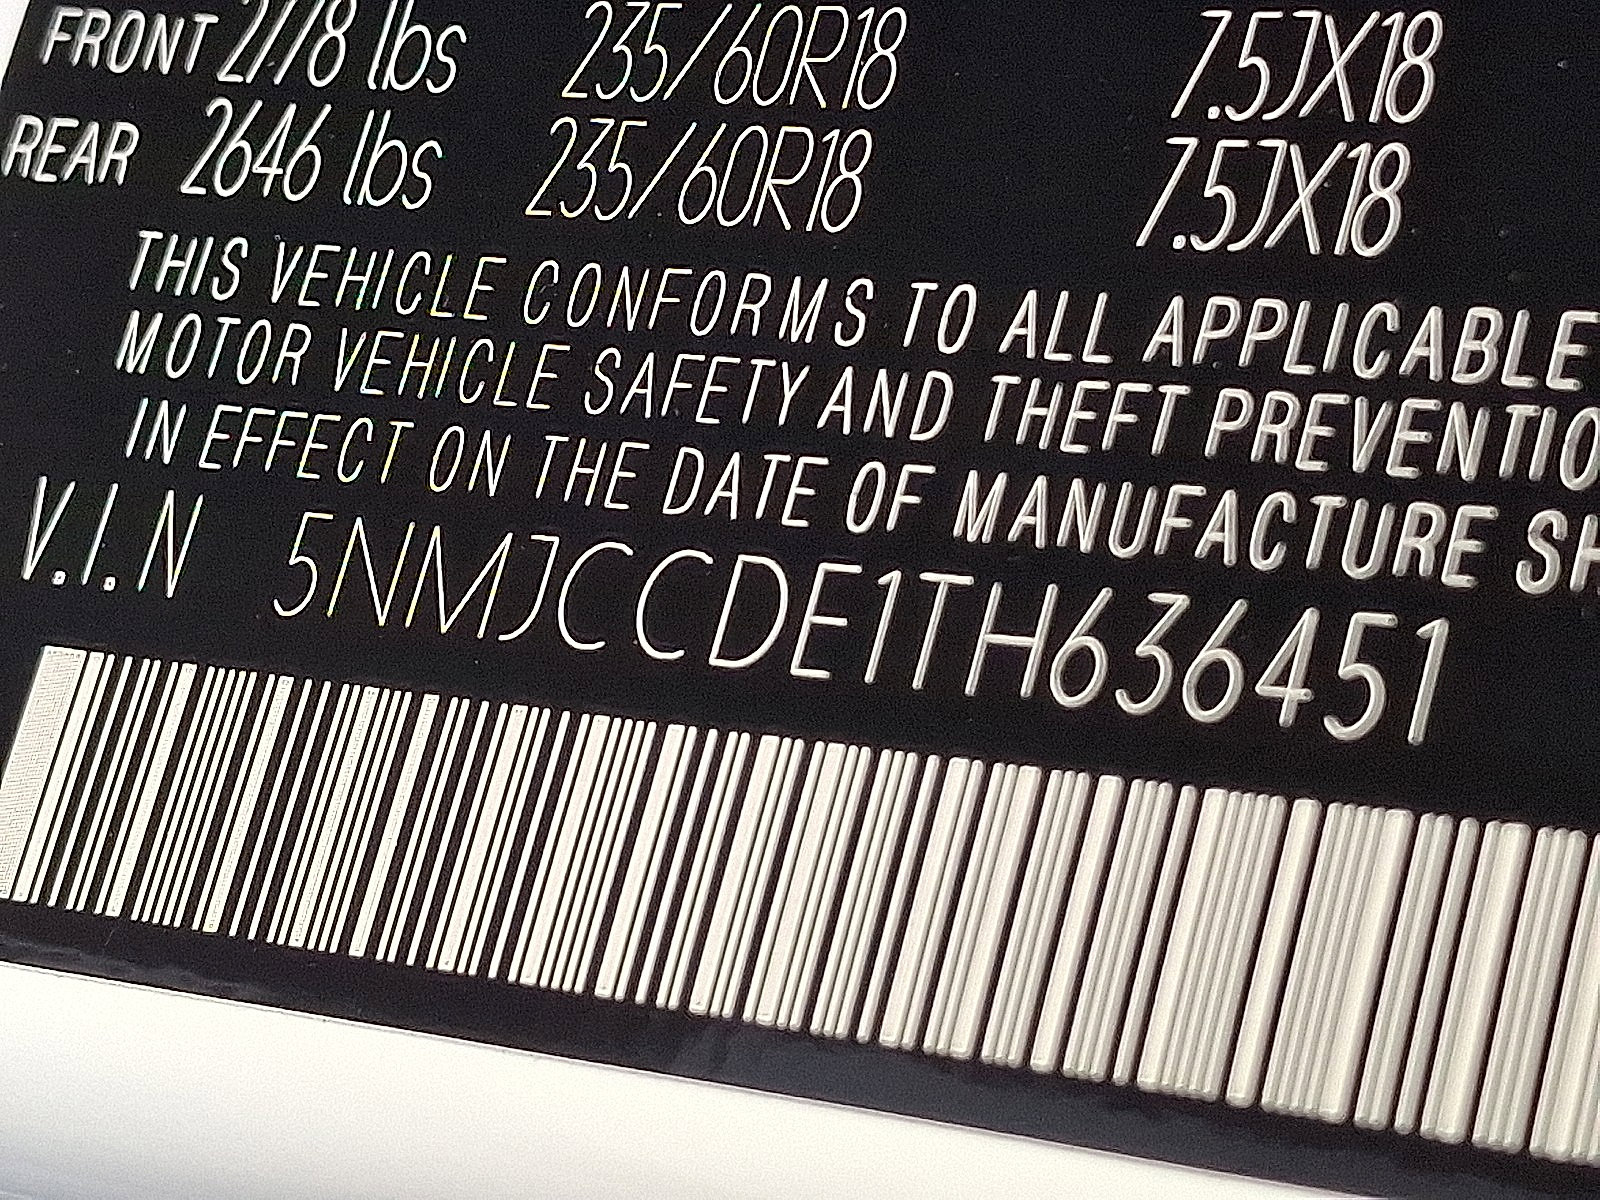 FRONT 2778 lbs 235/60R18 7.5JX18
REAR 2646 lbs 235/60R18 7.5JX18
THIS VEHICLE CONFORMS TO ALL APPLICABLE
MOTOR VEHICLE SAFETY AND THEFT PREVENTIO
IN EFFECT ON THE DATE OF MANUFACTURE SH
V.I.N 5NMJCCDE1TH636451